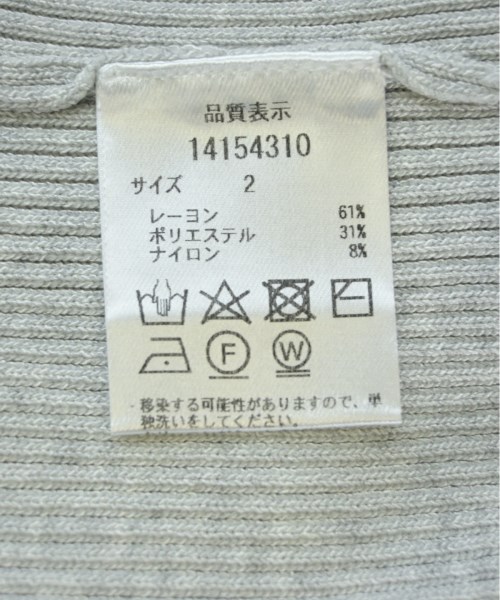 品質表示
14154310
サイズ 2
レーヨン 61%
ポリエステル 31%
ナイロン 8%
F W
・移染する可能性がありますので、単
独洗いをしてください。